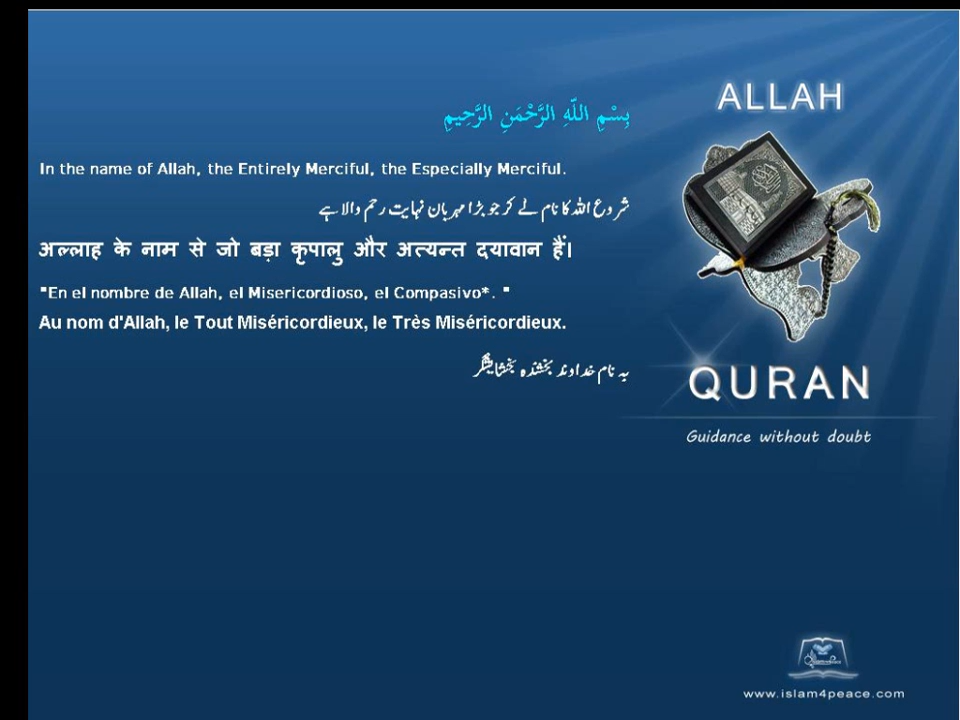 بِسْمِ اللّهِ الرَّحْمَنِ الرَّحِيمِ
In the name of Allah, the Entirely Merciful, the Especially Merciful.
شروع الله کا نام لے کر جو بڑا مہربان نہایت رحم والا ہے
अल्लाह के नाम से जो बड़ा कृपालु और अत्यन्त दयावान हैं।
"En el nombre de Allah, el Misericordioso, el Compasivo*. "
Au nom d'Allah, le Tout Miséricordieux, le Très Miséricordieux.
به نام خداوند بخشنده بخشایشگر
ALLAH
QURAN
Guidance without doubt
www.islam4peace.com